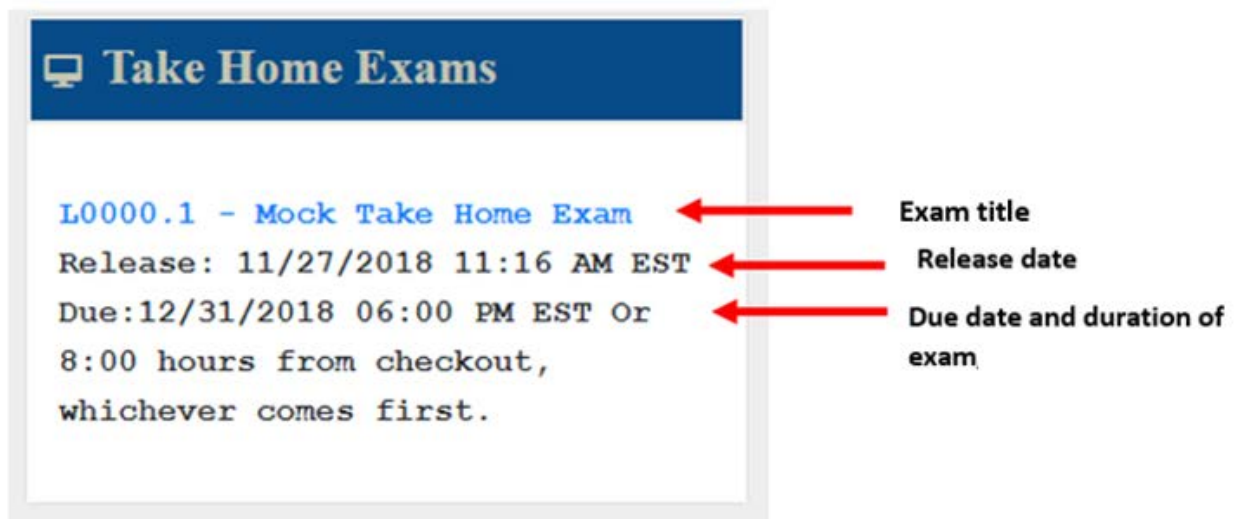 Take Home Exams
L0000.1 - Mock Take Home Exam
Exam title
Release: 11/27/2018 11:16 AM EST
Release date
Due:12/31/2018 06:00 PM EST Or
8:00 hours from checkout,
whichever comes first.
Due date and duration of
exam